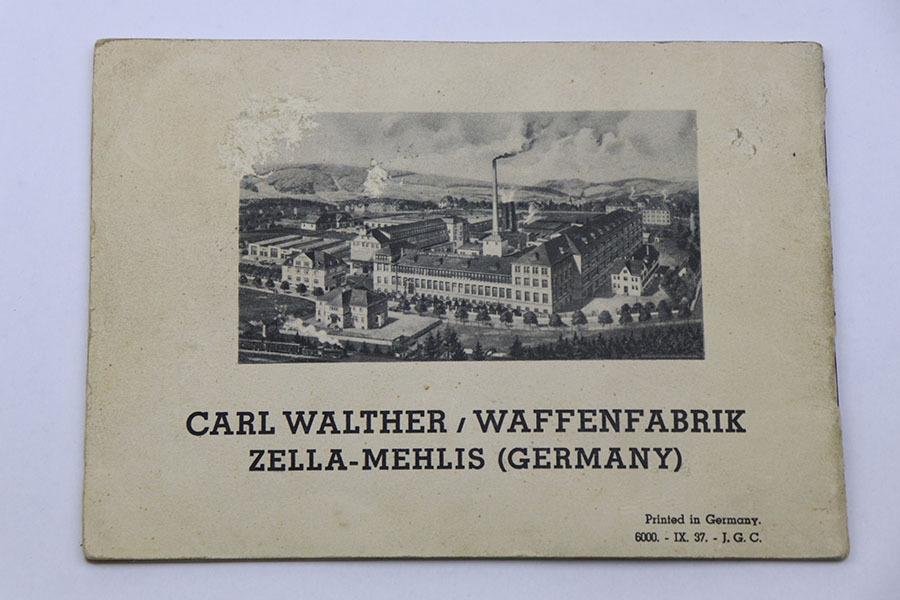 CARL WALTHER / WAFFENFABRIK
ZELLA-MEHLIS (GERMANY)
Printed in Germany.
6000. - IX. 37. - J. G. C.